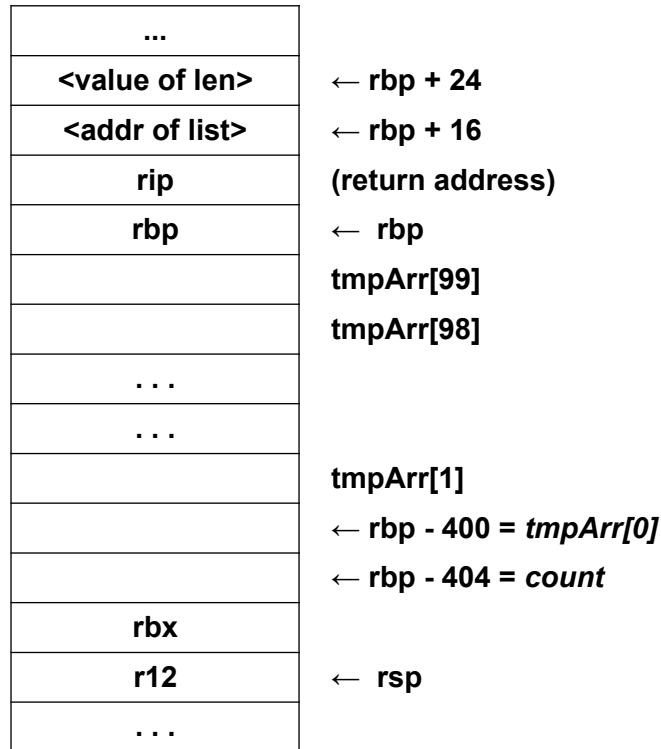 ...
<value of len> ← rbp + 24
<addr of list> ← rbp + 16
rip (return address)
rbp ← rbp
tmpArr[99]
tmpArr[98]
. . .
. . .
tmpArr[1]
← rbp - 400 = tmpArr[0]
← rbp - 404 = count
rbx
r12 ← rsp
. . .